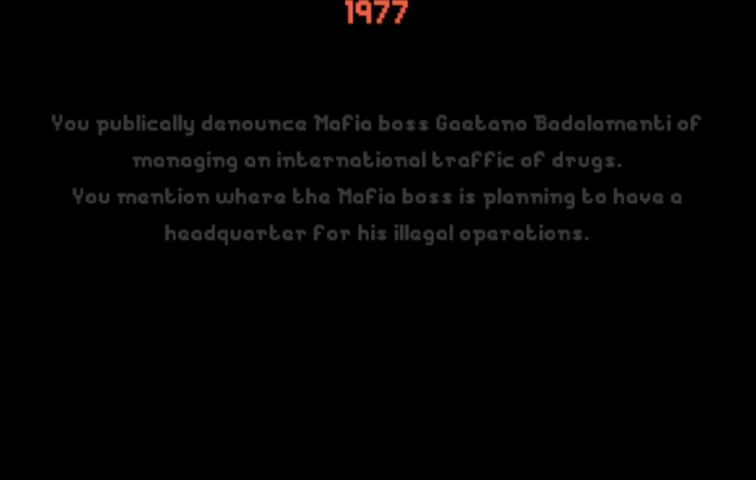 1977
You publically denounce Mafia boss Gaetano Badalamenti of
managing an international traffic of drugs.
You mention where the Mafia boss is planning to have a
headquarter for his illegal operations.